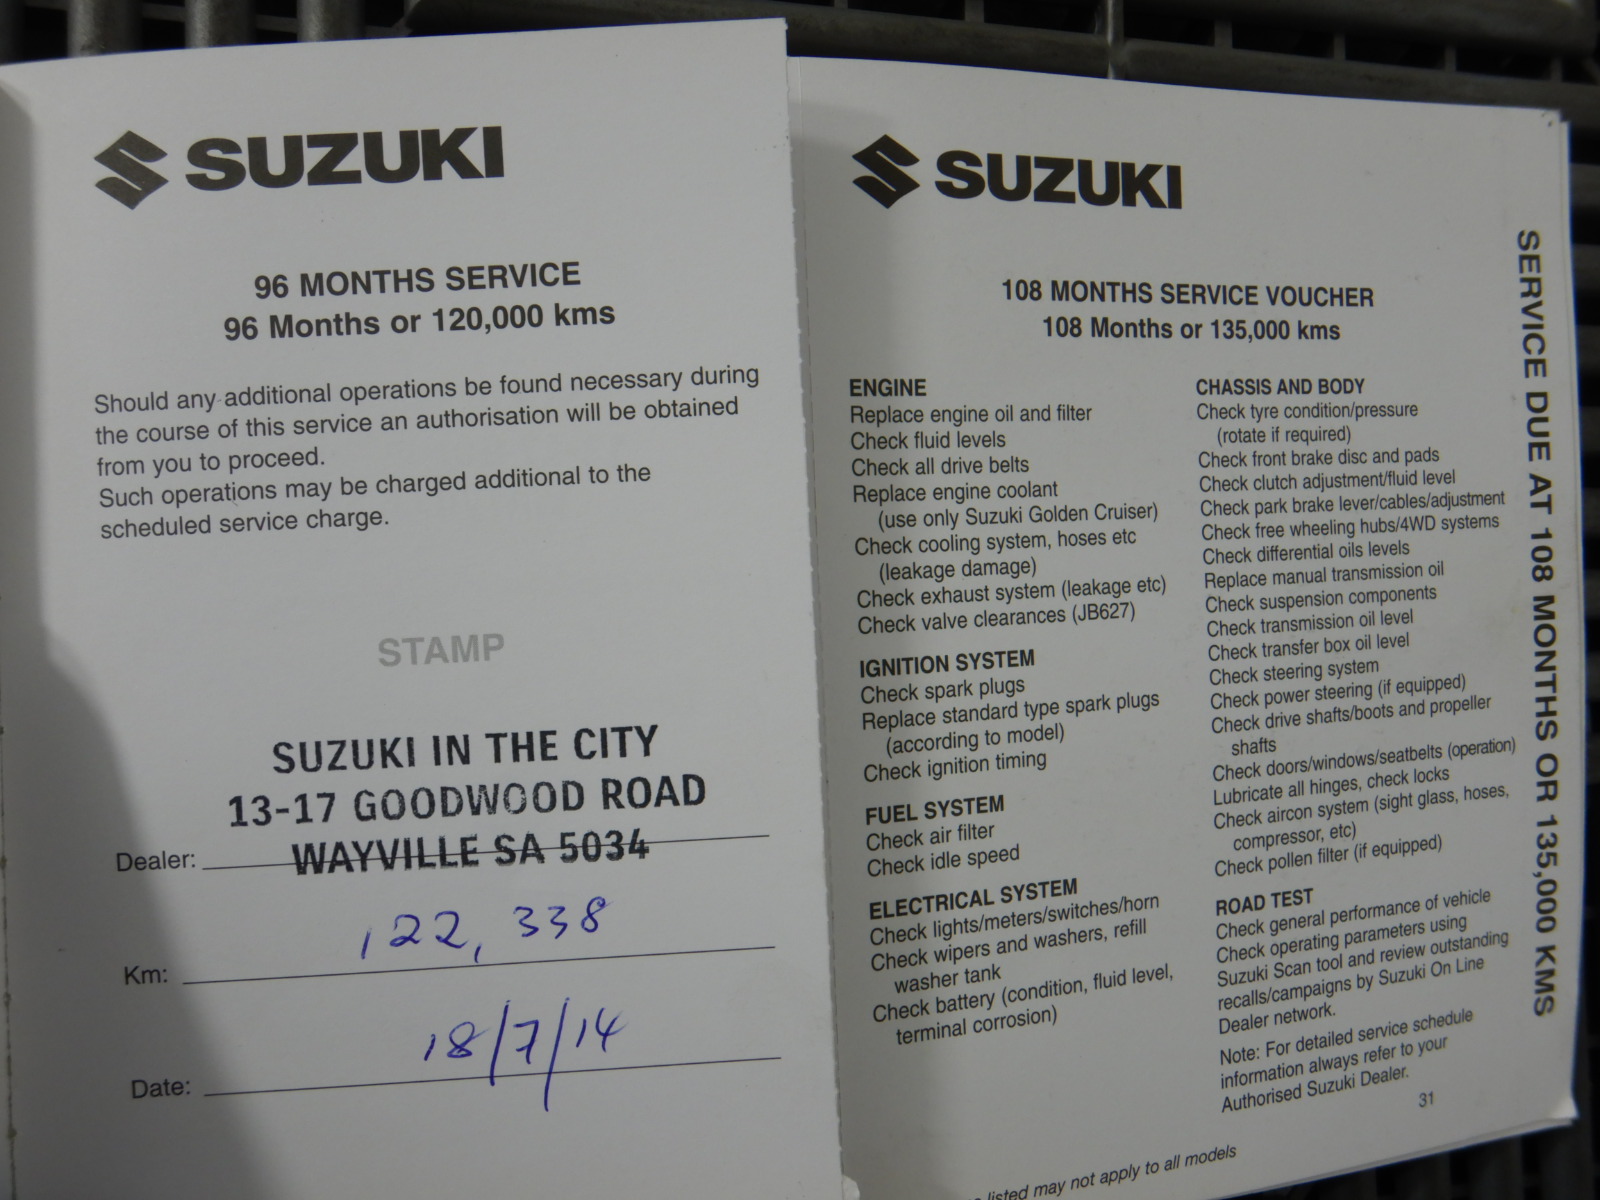 SUZUKI
96 MONTHS SERVICE
96 Months or 120,000 kms
Should any additional operations be found necessary during
the course of this service an authorisation will be obtained
from you to proceed.
Such operations may be charged additional to the
scheduled service charge.
STAMP
SUZUKI IN THE CITY
13-17 GOODWOOD ROAD
WAYVILLE SA 5034
Dealer:
Km: 122,338
Date: 18/7/14
SUZUKI
108 MONTHS SERVICE VOUCHER
108 Months or 135,000 kms
ENGINE
Replace engine oil and filter
Check fluid levels
Check all drive belts
Replace engine coolant
(use only Suzuki Golden Cruiser)
Check cooling system, hoses etc
(leakage damage)
Check exhaust system (leakage etc)
Check valve clearances (JB627)
IGNITION SYSTEM
Check spark plugs
Replace standard type spark plugs
(according to model)
Check ignition timing
FUEL SYSTEM
Check air filter
Check idle speed
ELECTRICAL SYSTEM
Check lights/meters/switches/horn
Check wipers and washers, refill
washer tank
Check battery (condition, fluid level,
terminal corrosion)
CHASSIS AND BODY
Check tyre condition/pressure
(rotate if required)
Check front brake disc and pads
Check clutch adjustment/fluid level
Check park brake lever/cables/adjustment
Check free wheeling hubs/4WD systems
Check differential oils levels
Replace manual transmission oil
Check suspension components
Check transmission oil level
Check transfer box oil level
Check steering system
Check power steering (if equipped)
Check drive shafts/boots and propeller
shafts
Check doors/windows/seatbelts (operation)
Lubricate all hinges, check locks
Check aircon system (sight glass, hoses,
compressor, etc)
Check pollen filter (if equipped)
ROAD TEST
Check general performance of vehicle
Check operating parameters using
Suzuki Scan tool and review outstanding
recalls/campaigns by Suzuki On Line
Dealer network.
Note: For detailed service schedule
information always refer to your
Authorised Suzuki Dealer.
31
listed may not apply to all models
SERVICE DUE AT 108 MONTHS OR 135,000 KMS